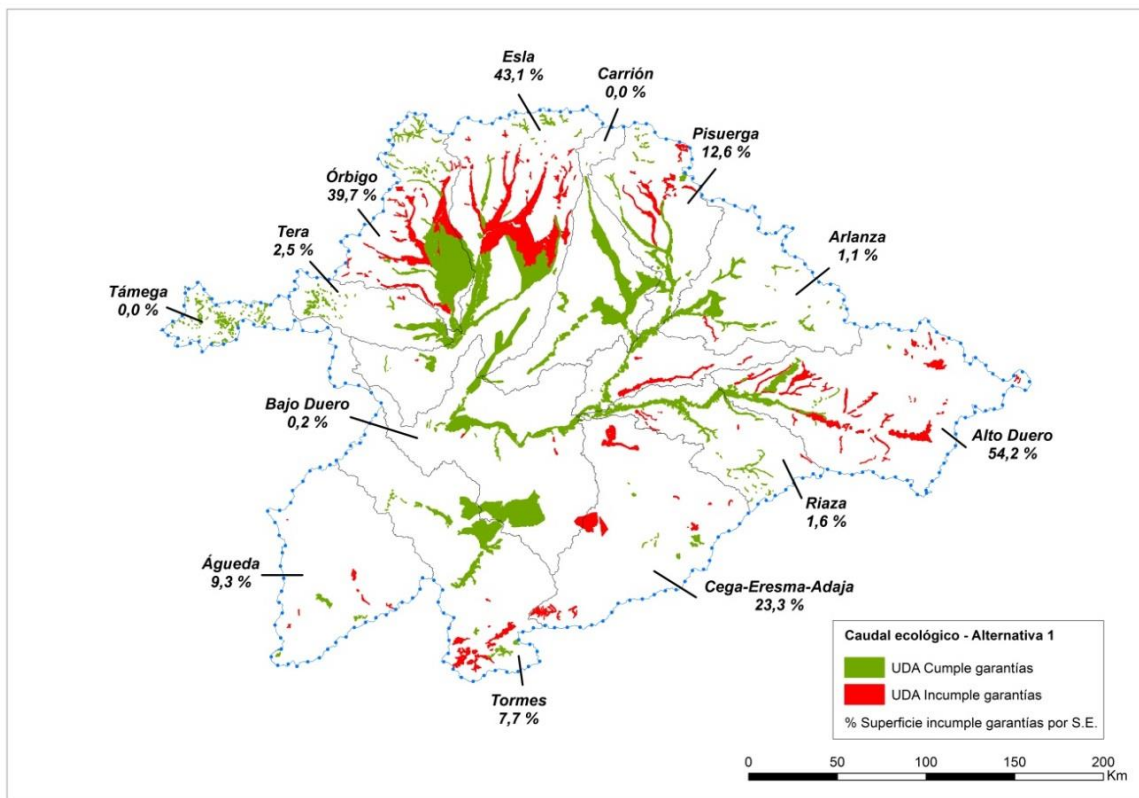 Esla
43,1 %
Carrión
0,0 %
Pisuerga
12,6 %
Órbigo
39,7 %
Tera
2,5 %
Arlanza
1,1 %
Támega
0,0 %
Bajo Duero
0,2 %
Alto Duero
54,2 %
Riaza
1,6 %
Águeda
9,3 %
Cega-Eresma-Adaja
23,3 %
Tormes
7,7 %
Caudal ecológico - Alternativa 1
UDA Cumple garantías
UDA Incumple garantías
% Superficie incumple garantías por S.E.
0 50 100 150 200
Km